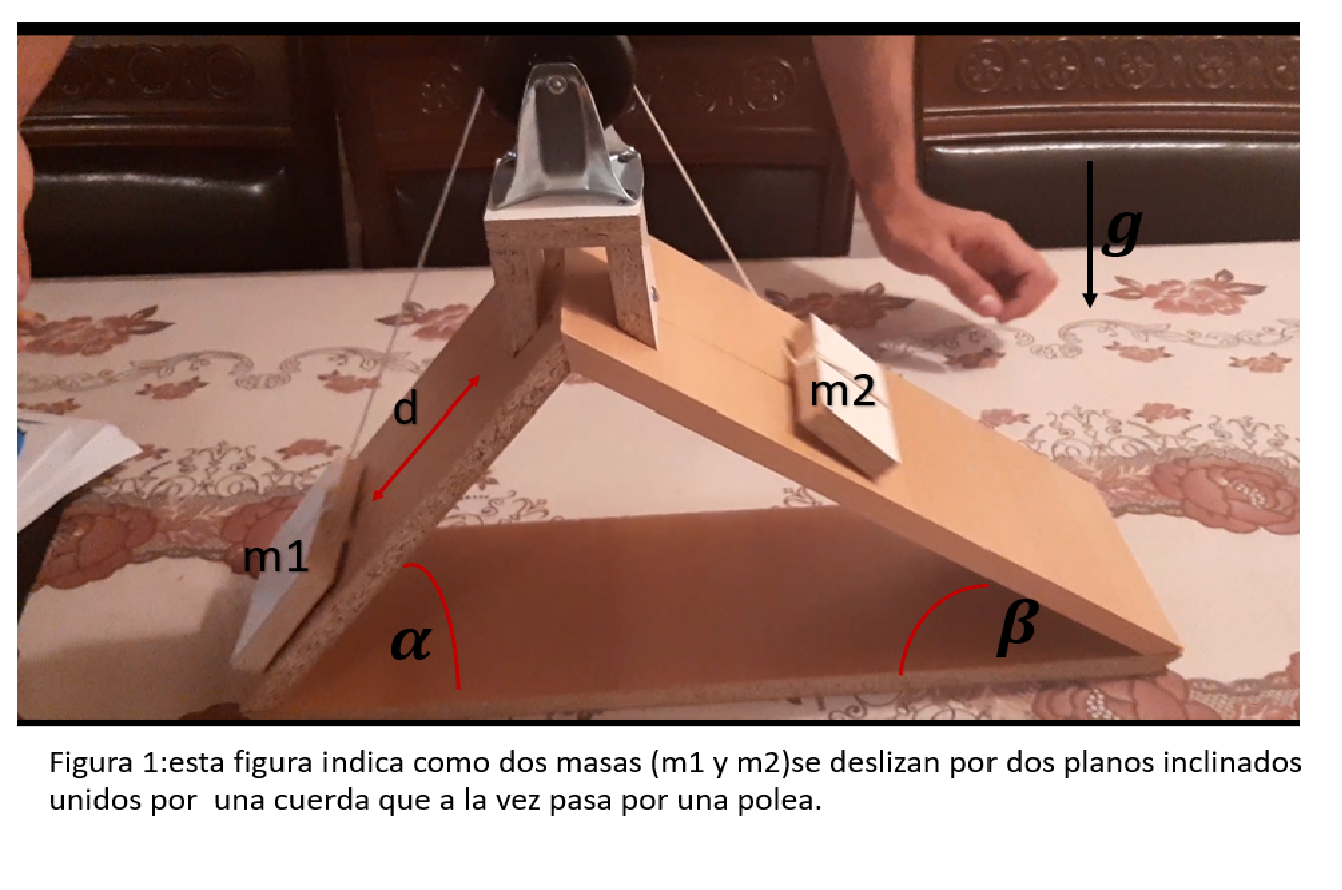 g
d
m2
m1
α
β
Figura 1:esta figura indica como dos masas (m1 y m2)se deslizan por dos planos inclinados
unidos por una cuerda que a la vez pasa por una polea.